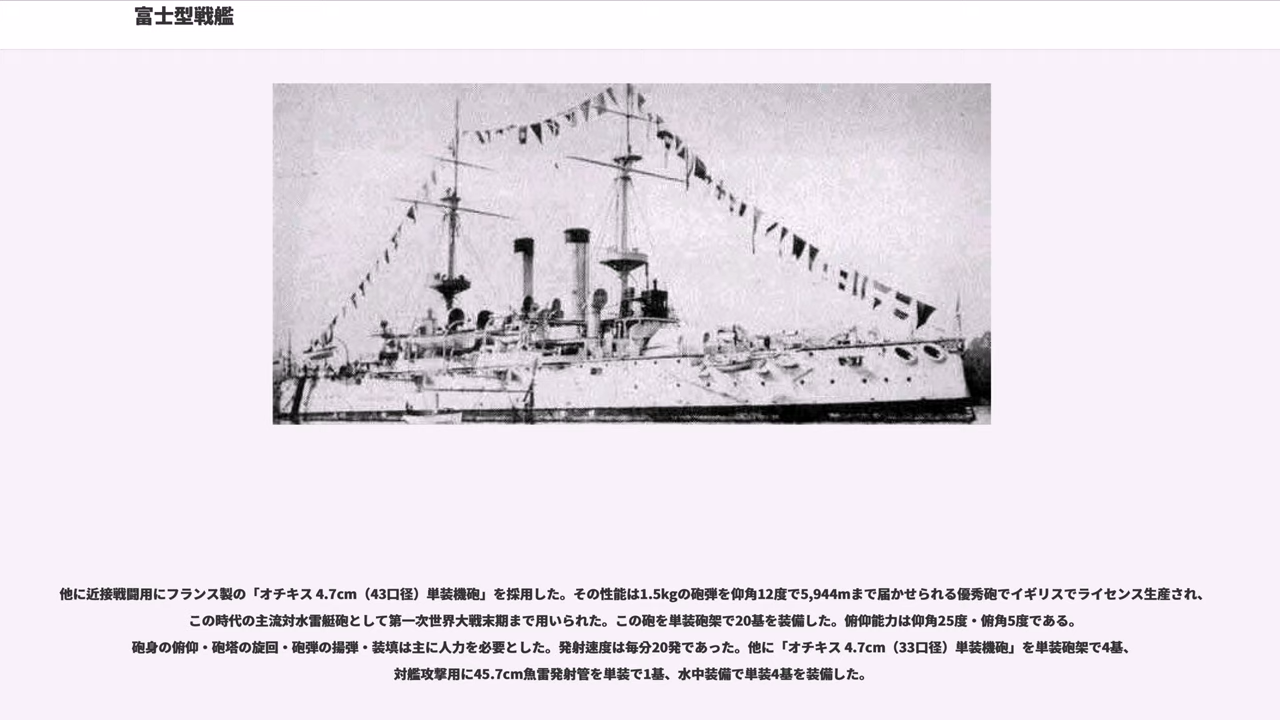 富士型戦艦
他に近接戦闘用にフランス製の「オチキス 4.7cm（43口径）単装機砲」を採用した。その性能は1.5kgの砲弾を仰角12度で5,944mまで届かせられる優秀砲でイギリスでライセンス生産され、
この時代の主流対水雷艇砲として第一次世界大戦末期まで用いられた。この砲を単装砲架で20基を装備した。俯仰能力は仰角25度・俯角5度である。
砲身の俯仰・砲塔の旋回・砲弾の揚弾・装填は主に人力を必要とした。発射速度は毎分20発であった。他に「オチキス 4.7cm（33口径）単装機砲」を単装砲架で4基、
対艦攻撃用に45.7cm魚雷発射管を単装で1基、水中装備で単装4基を装備した。